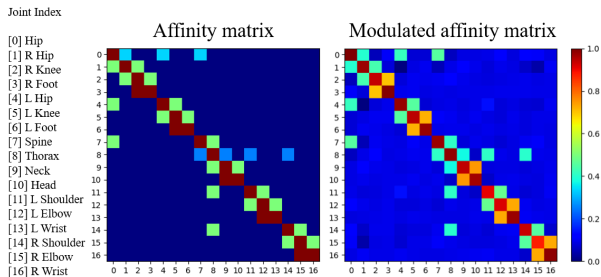 Joint Index
[0] Hip
[1] R Hip
[2] R Knee
[3] R Foot
[4] L Hip
[5] L Knee
[6] L Foot
[7] Spine
[8] Thorax
[9] Neck
[10] Head
[11] L Shoulder
[12] L Elbow
[13] L Wrist
[14] R Shoulder
[15] R Elbow
[16] R Wrist
Affinity matrix
0
1
2
3
4
5
6
7
8
9
10
11
12
13
14
15
16
0 1 2 3 4 5 6 7 8 9 10 11 12 13 14 15 16
Modulated affinity matrix
0
1
2
3
4
5
6
7
8
9
10
11
12
13
14
15
16
0 1 2 3 4 5 6 7 8 9 10 11 12 13 14 15 16
1.0
0.8
0.6
0.4
0.2
0.0